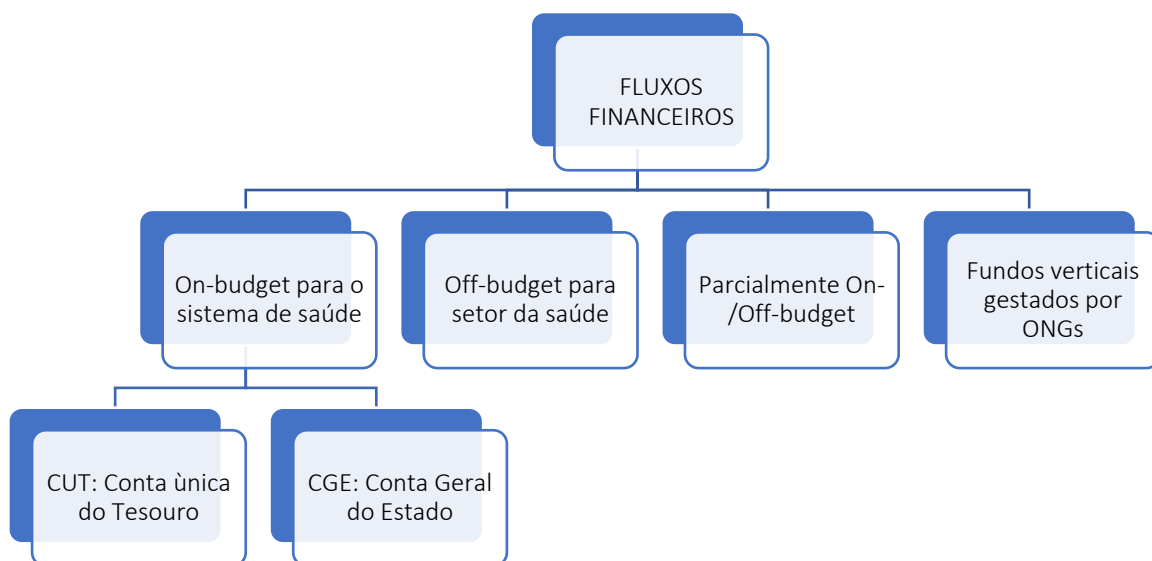 FLUXOS
FINANCEIROS
On-budget para o
sistema de saúde
Off-budget para
setor da saúde
Parcialmente On-
/Off-budget
Fundos verticais
gestados por
ONGs
CUT: Conta ùnica
do Tesouro
CGE: Conta Geral
do Estado